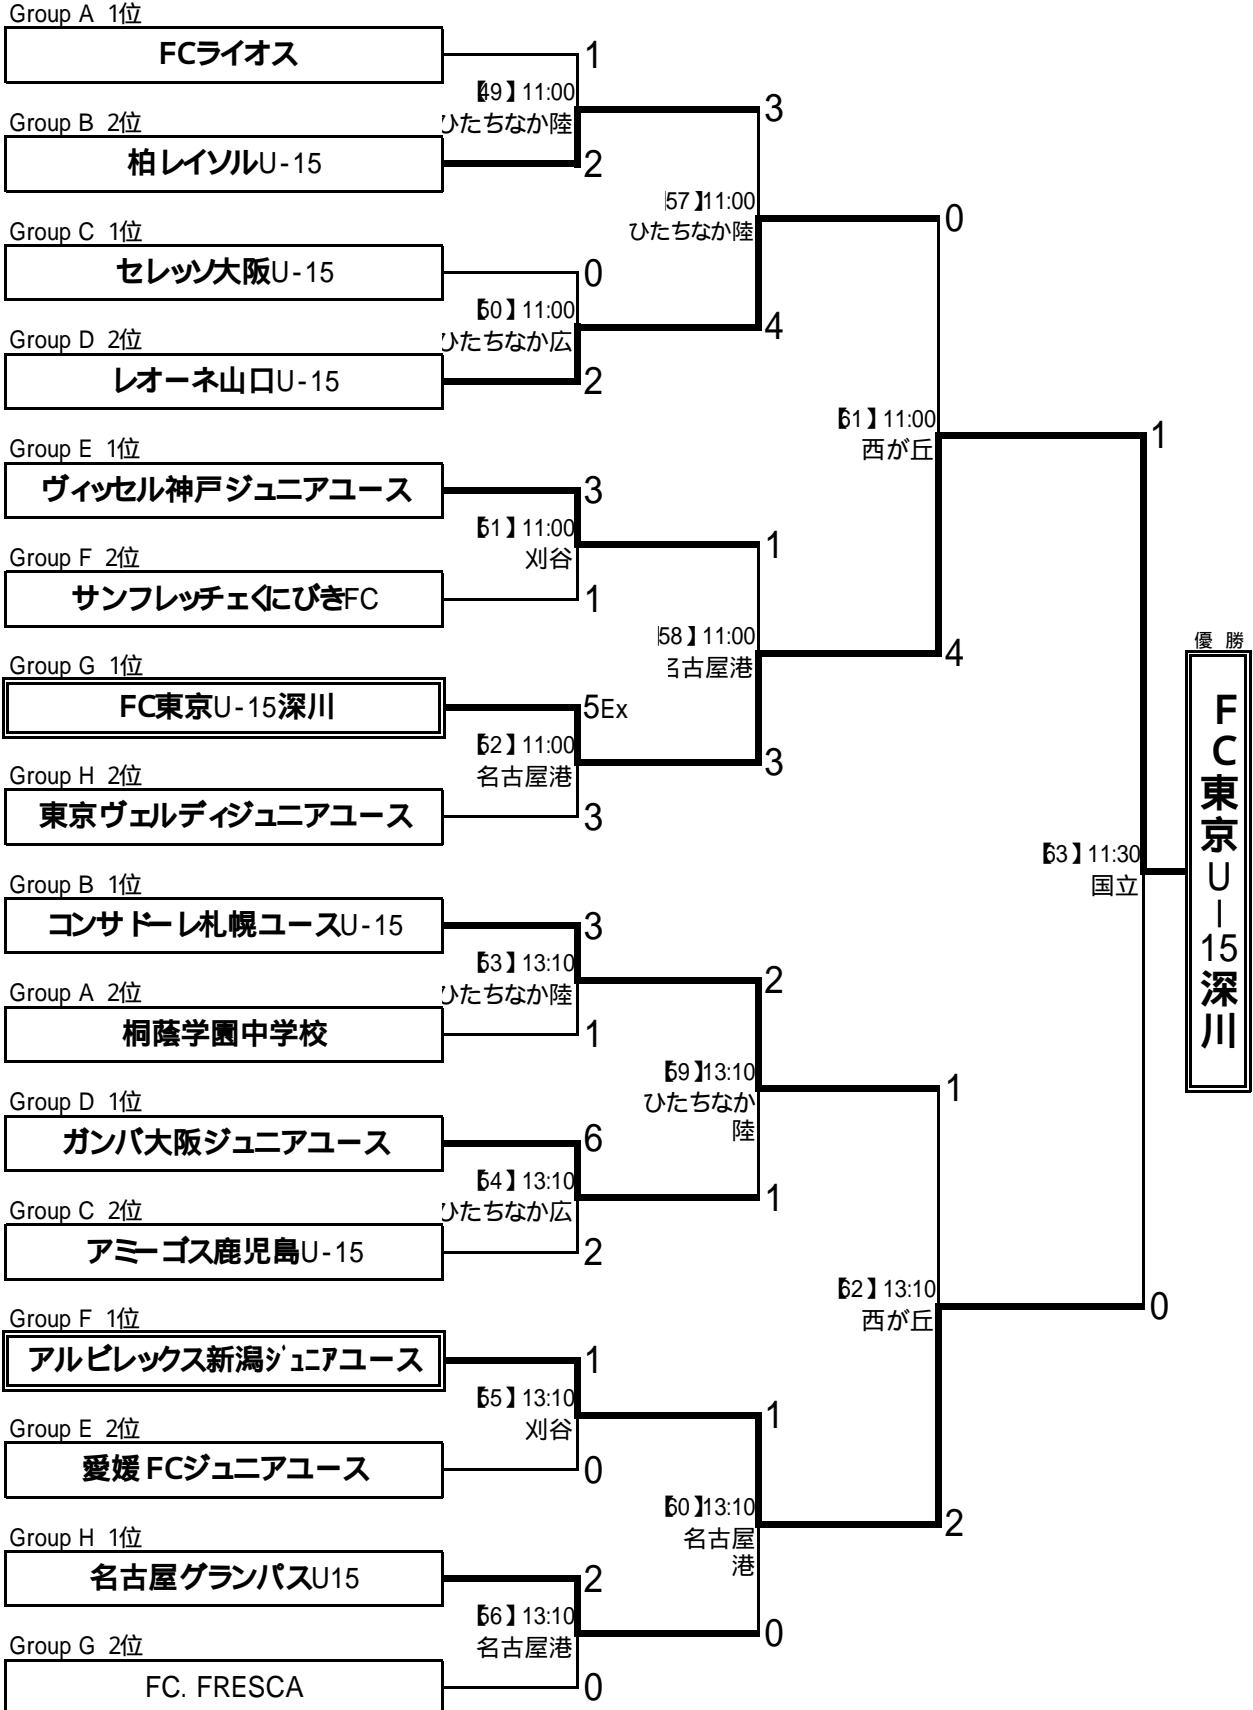 Group A 1位
FCライオス
1
【49】11:00
ひたちなか陸
3
Group B 2位
柏レイソルU-15
2
【57】11:00
ひたちなか陸
0
Group C 1位
セレッソ大阪U-15
0
【50】11:00
ひたちなか広
4
Group D 2位
レオーネ山口U-15
2
【61】11:00
西が丘
1
Group E 1位
ヴィッセル神戸ジュニアユース
3
【51】11:00
刈谷
1
Group F 2位
サンフレッチェくにびきFC
1
【58】11:00
名古屋港
4
Group G 1位
FC東京U-15深川
5Ex
【52】11:00
名古屋港
3
Group H 2位
東京ヴェルディジュニアユース
3
【63】11:30
国立
優 勝
FC東京U-15深川
Group B 1位
コンサドーレ札幌ユースU-15
3
【53】13:10
ひたちなか陸
2
Group A 2位
桐蔭学園中学校
1
【59】13:10
ひたちなか
陸
1
Group D 1位
ガンバ大阪ジュニアユース
6
【54】13:10
ひたちなか広
1
Group C 2位
アミーゴス鹿児島U-15
2
【62】13:10
西が丘
0
Group F 1位
アルビレックス新潟ジュニアユース
1
【55】13:10
刈谷
1
Group E 2位
愛媛FCジュニアユース
0
【60】13:10
名古屋
港
2
Group H 1位
名古屋グランパスU15
2
【56】13:10
名古屋港
0
Group G 2位
FC. FRESCA
0